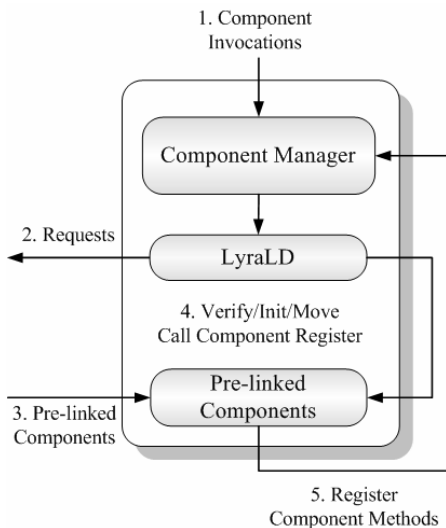 1. Component
Invocations
Component Manager
2. Requests
LyraLD
4. Verify/Init/Move
Call Component Register
Pre-linked
Components
3. Pre-linked
Components
5. Register
Component Methods